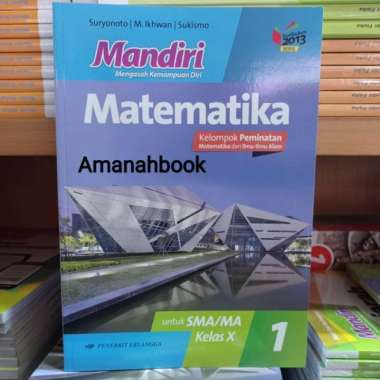 Suryonoto | M. Ikhwan | Sukismo
Mandiri
Mengasah Kemampuan Diri
2013
Matematika
Kelompok Peminatan
Matematika dan Ilmu-Ilmu Alam
Amanahbook
untuk SMA/MA
Kelas X
1
PENERBIT ERLANGGA